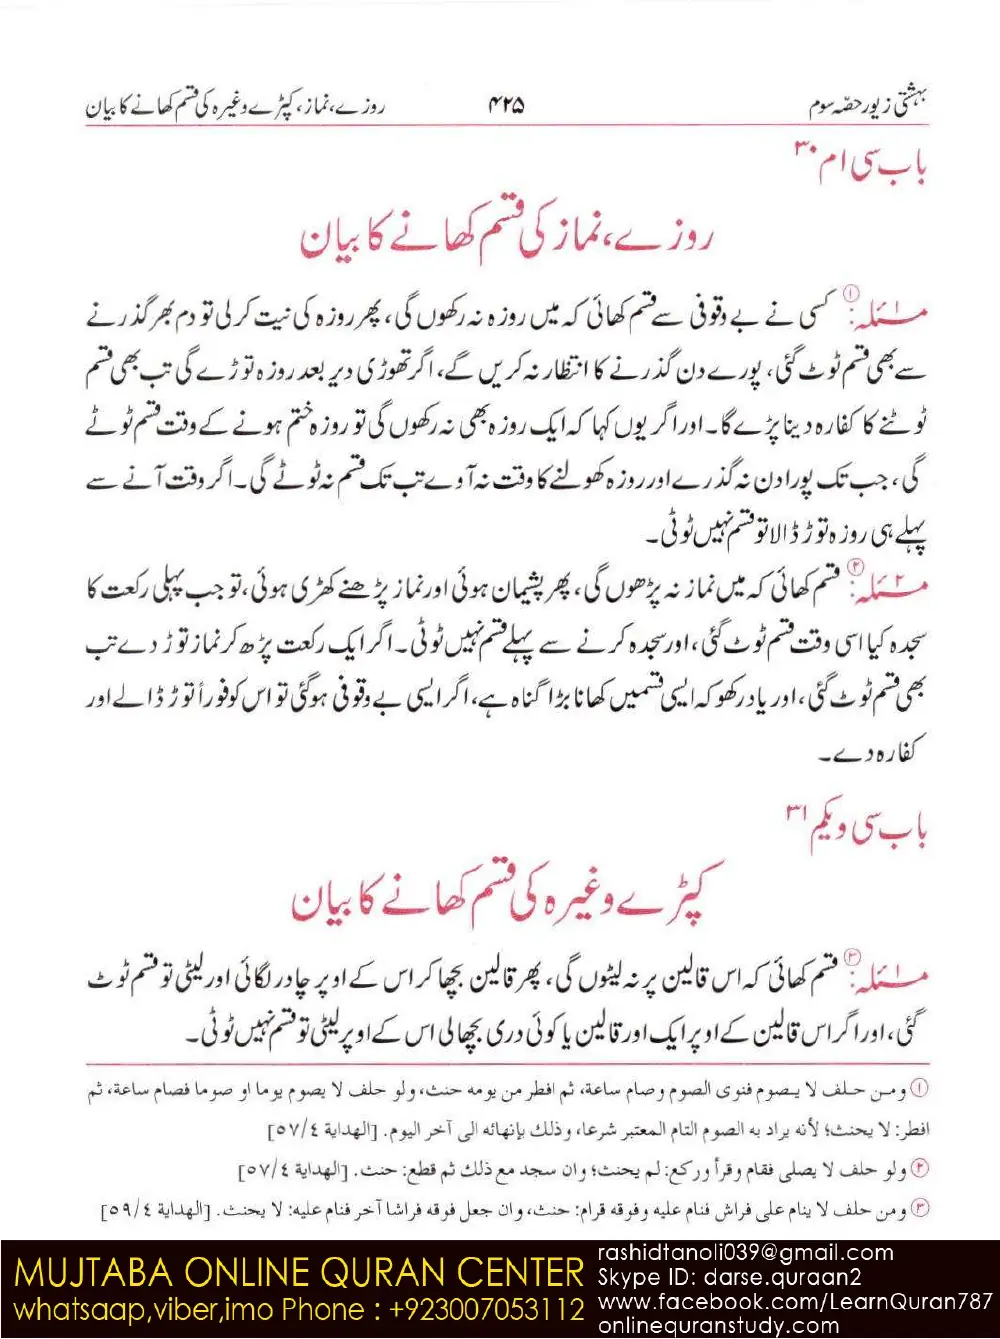 بہشتی زیور حصّہ سوم ۴۲۵ روزے، نماز، کپڑے وغیرہ کی قسم کھانے کا بیان
باب سی ام ۳۰
روزے، نماز کی قسم کھانے کا بیان
مسئلہ ۱: ① کسی نے بے وقوفی سے قسم کھائی کہ میں روزہ نہ رکھوں گی، پھر روزہ کی نیت کر لی تو دم بھر گذرنے
سے بھی قسم ٹوٹ گئی، پورے دن گذرنے کا انتظار نہ کریں گے، اگر تھوڑی دیر بعد روزہ توڑے گی تب بھی قسم
ٹوٹنے کا کفارہ دینا پڑے گا۔ اور اگر یوں کہا کہ ایک روزہ بھی نہ رکھوں گی تو روزہ ختم ہونے کے وقت قسم ٹوٹے
گی، جب تک پورا دن نہ گذرے اور روزہ کھولنے کا وقت نہ آوے تب تک قسم نہ ٹوٹے گی۔ اگر وقت آنے سے
پہلے ہی روزہ توڑ ڈالا تو قسم نہیں ٹوٹی۔
مسئلہ ۲: ② قسم کھائی کہ میں نماز نہ پڑھوں گی، پھر پشیمان ہوئی اور نماز پڑھنے کھڑی ہوئی، تو جب پہلی رکعت کا
سجدہ کیا اسی وقت قسم ٹوٹ گئی، اور سجدہ کرنے سے پہلے قسم نہیں ٹوٹی۔ اگر ایک رکعت پڑھ کر نماز توڑ دے تب
بھی قسم ٹوٹ گئی، اور یاد رکھو کہ ایسی قسمیں کھانا بڑا گناہ ہے، اگر ایسی بے وقوفی ہو گئی تو اس کو فوراً توڑ ڈالے اور
کفارہ دے۔
باب سی و یکم ۳۱
کپڑے وغیرہ کی قسم کھانے کا بیان
مسئلہ ۱: ③ قسم کھائی کہ اس قالین پر نہ لیٹوں گی، پھر قالین بچھا کر اس کے اوپر چادر لگائی اور لیٹی تو قسم ٹوٹ
گئی، اور اگر اس قالین کے اوپر ایک اور قالین یا کوئی دری بچھالی اس کے اوپر لیٹی تو قسم نہیں ٹوٹی۔
① ومن حلف لا يصوم فنوى الصوم وصام ساعة، ثم افطر من يومه حنث، ولو حلف لا يصوم يوما او صوما فصام ساعة، ثم
افطر: لا يحنث؛ لأنه يراد به الصوم التام المعتبر شرعا، وذلك بإنهائه الى آخر اليوم. [الهداية ٥٧/٤]
② ولو حلف لا يصلى فقام وقرأ وركع: لم يحنث؛ وان سجد مع ذلك ثم قطع: حنث. [الهداية ٥٧/٤]
③ ومن حلف لا ينام على فراش فنام عليه وفوقه قرام: حنث، وان جعل فوقه فراشا آخر فنام عليه: لا يحنث. [الهداية ٥٩/٤]
MUJTABA ONLINE QURAN CENTER
whatsaap,viber,imo Phone : +923007053112
rashidtanoli039@gmail.com
Skype ID: darse.quraan2
www.facebook.com/LearnQuran787
onlinequranstudy.com